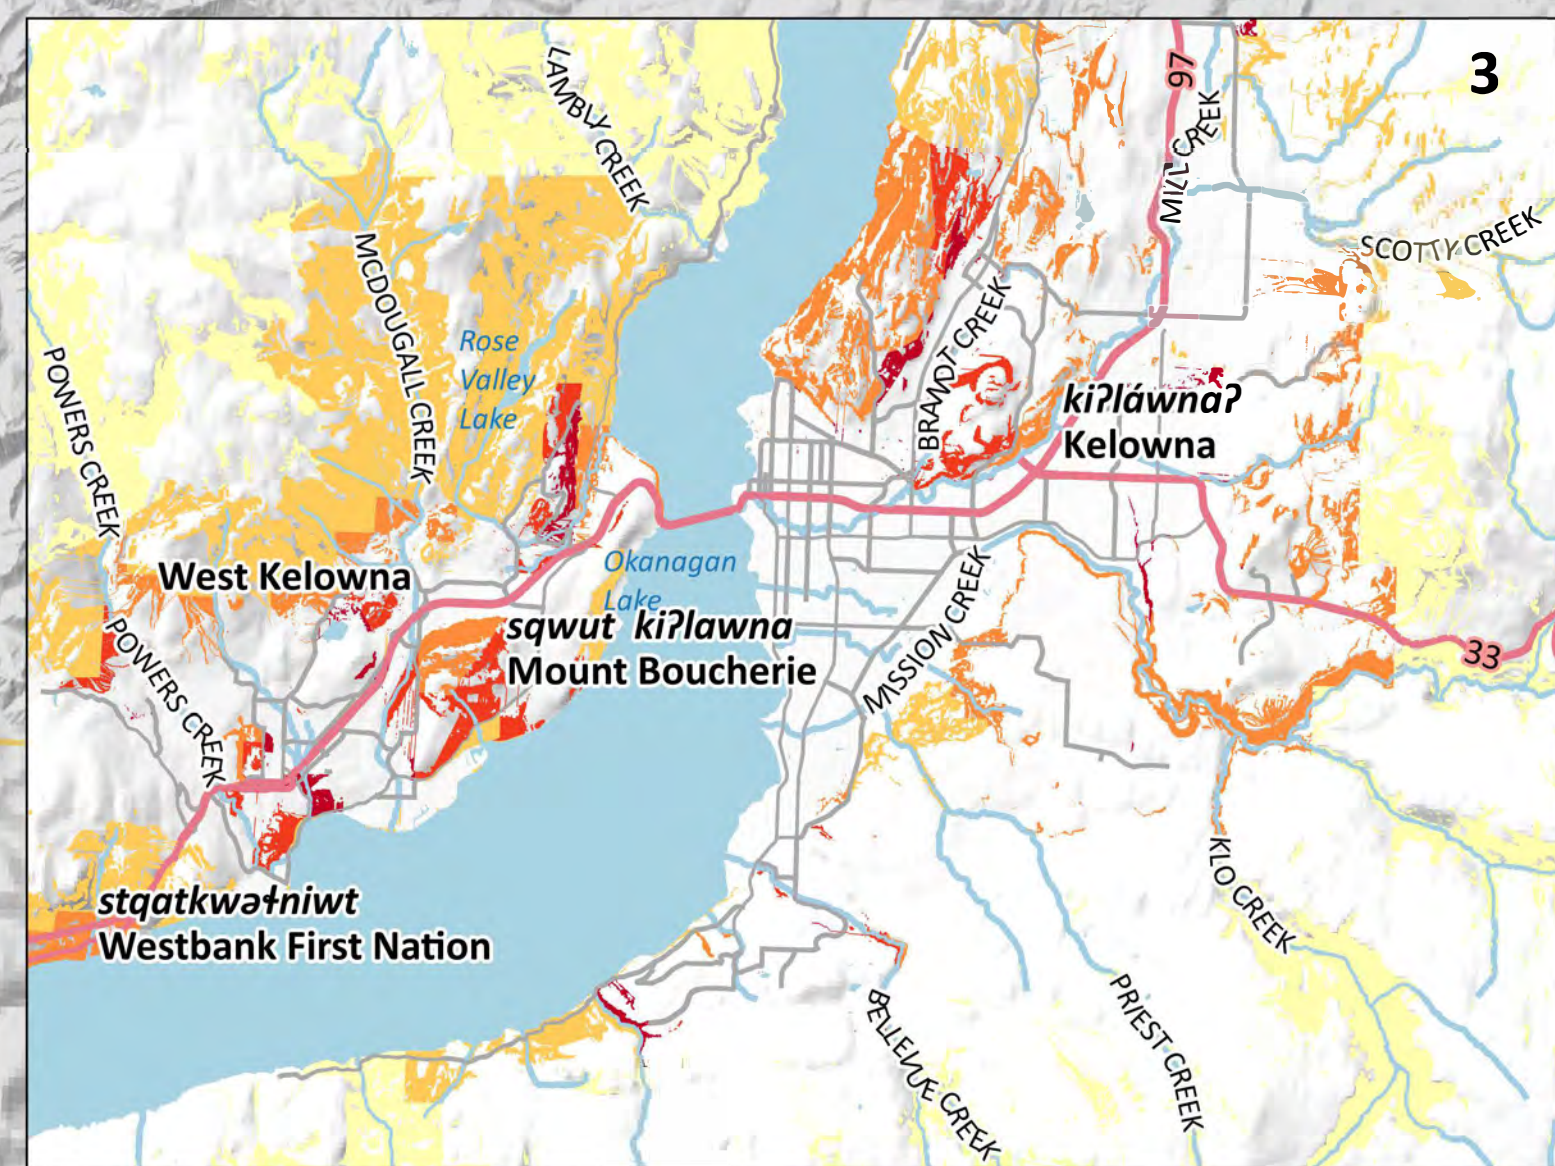 3
97
LAMBLY CREEK
MILL CREEK
SCOTTY CREEK
MCDOUGALL CREEK
Rose
Valley
Lake
BRANDT CREEK
POWERS CREEK
kiʔláwnaʔ
Kelowna
West Kelowna
Okanagan
Lake
sqwut kiʔlawna
Mount Boucherie
MISSION CREEK
POWERS CREEK
33
KLO CREEK
stqatkwəɬniwt
Westbank First Nation
BELLEVUE CREEK
PRIEST CREEK